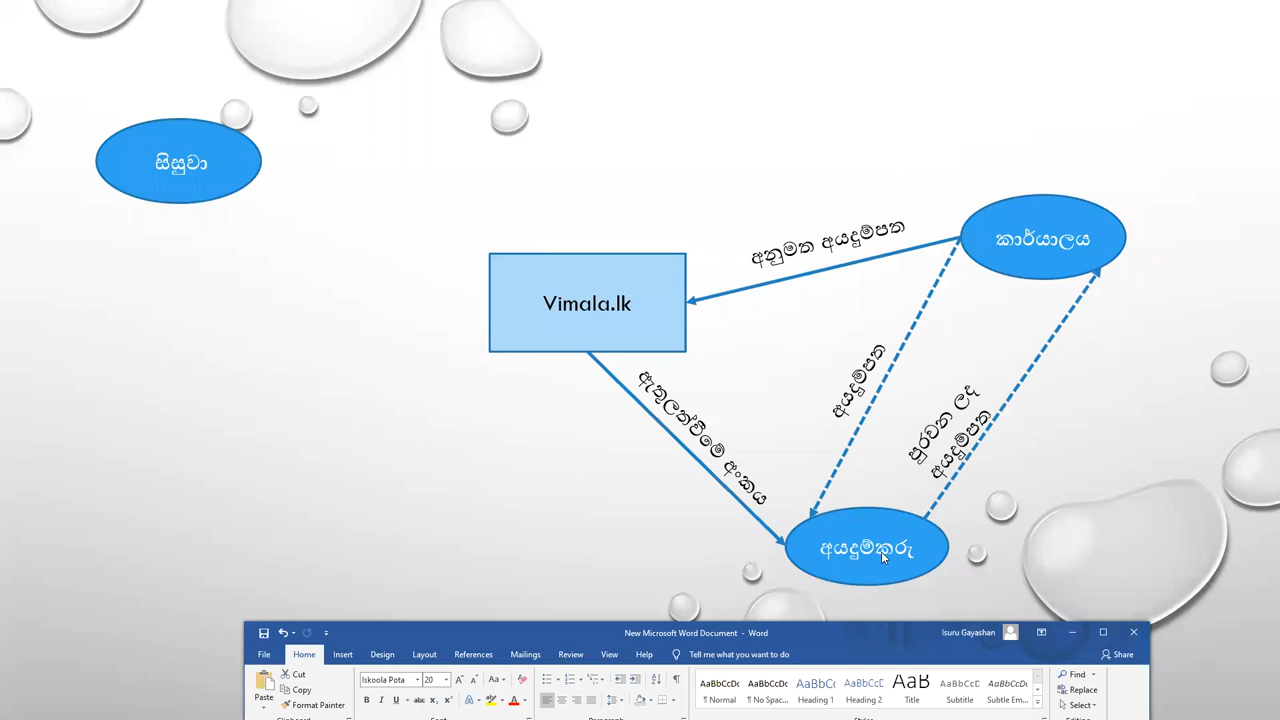 සිසුවා
කාර්යාලය
අනුමත අයදුම්පත
Vimala.lk
අයදුම්පත
පුරවන ලද
අයදුම්පත
ඇතුලත්වීමේ අංකය
අයදුම්කරු
New Microsoft Word Document - Word
Isuru Gayashan
File Home Insert Design Layout References Mailings Review View Help Tell me what you want to do Share
Paste
Cut
Copy
Format Painter
Iskoola Pota 20
AaBbCcDc AaBbCcDc AaBbCc AaBbCcC AaB AaBbCcC AaBbCcDc
¶ Normal ¶ No Spac... Heading 1 Heading 2 Title Subtitle Subtle Em...
Find
Replace
Select